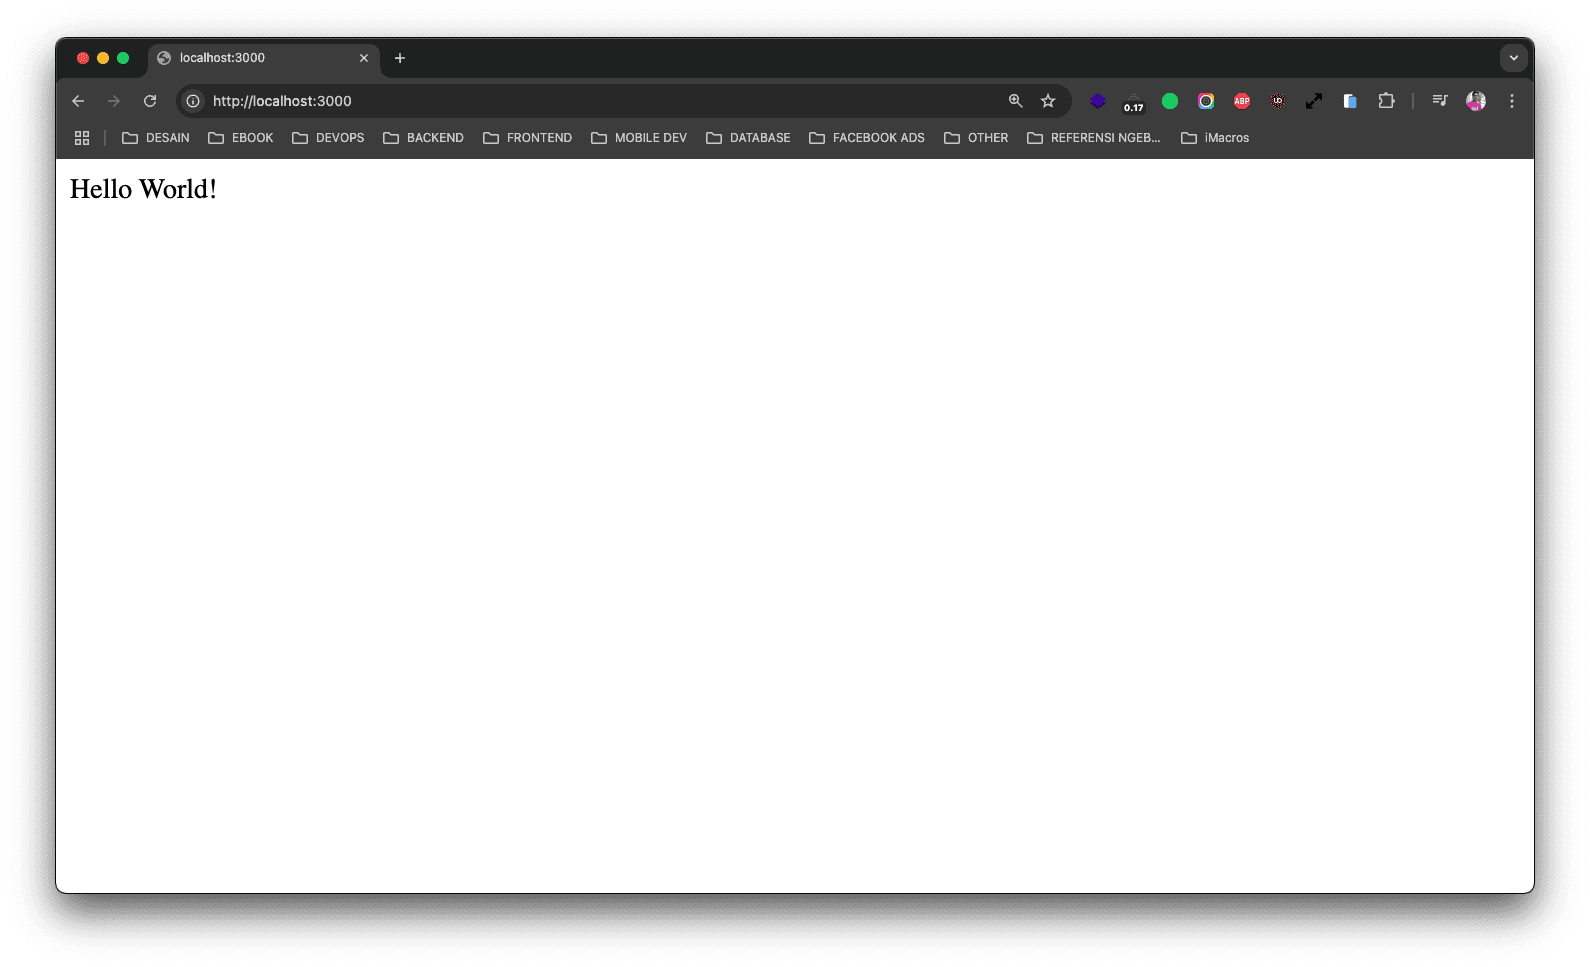 localhost:3000
http://localhost:3000
0.17
ABP
DESAIN EBOOK DEVOPS BACKEND FRONTEND MOBILE DEV DATABASE FACEBOOK ADS OTHER REFERENSI NGEB... iMacros
Hello World!